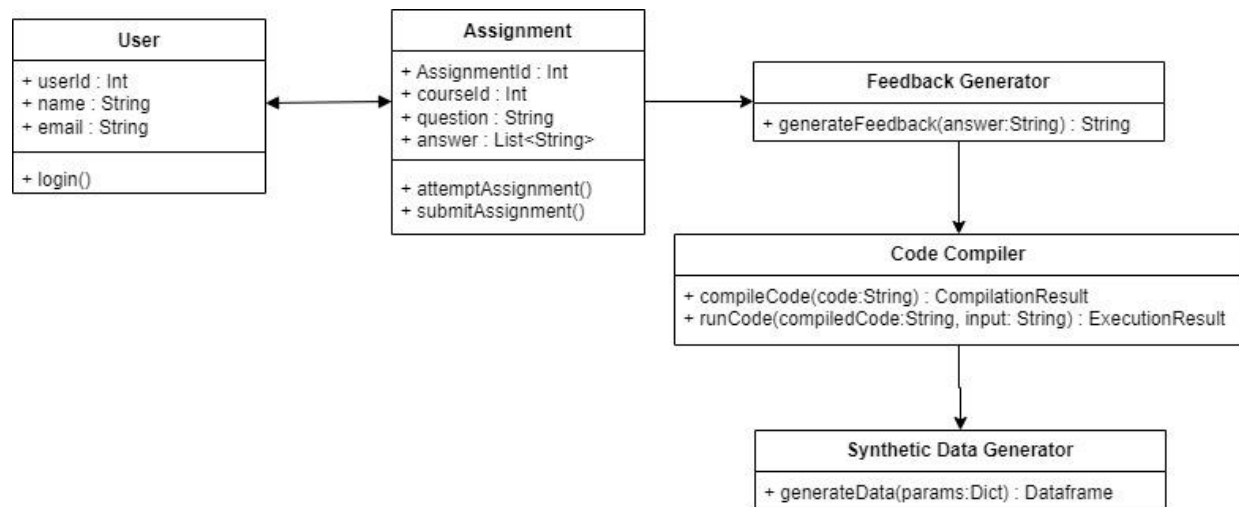 User
+ userId : Int
+ name : String
+ email : String
+ login()
Assignment
+ AssignmentId : Int
+ courseId : Int
+ question : String
+ answer : List<String>
+ attemptAssignment()
+ submitAssignment()
Feedback Generator
+ generateFeedback(answer:String) : String
Code Compiler
+ compileCode(code:String) : CompilationResult
+ runCode(compiledCode:String, input: String) : ExecutionResult
Synthetic Data Generator
+ generateData(params:Dict) : Dataframe